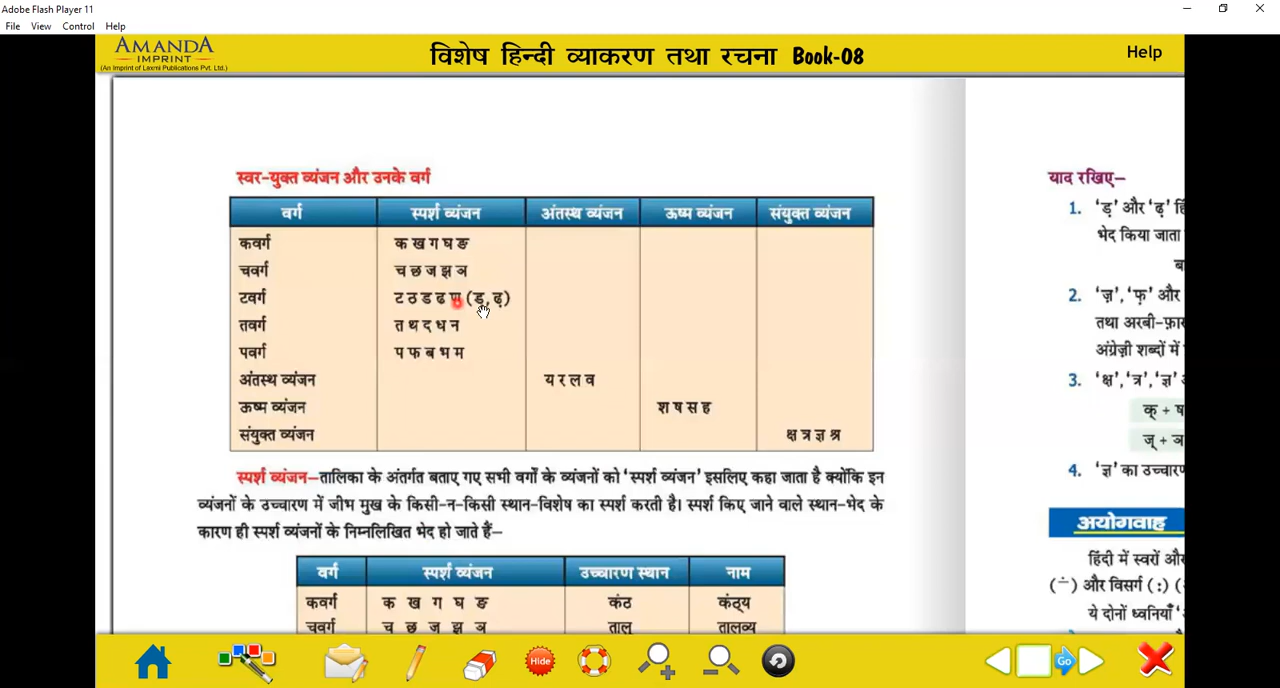 Adobe Flash Player 11
File View Control Help
AMANDA
IMPRINT
(An Imprint of Laxmi Publications Pvt. Ltd.)
विशेष हिन्दी व्याकरण तथा रचना Book-08
Help
स्वर-युक्त व्यंजन और उनके वर्ग
वर्ग स्पर्श व्यंजन अंतस्थ व्यंजन ऊष्म व्यंजन संयुक्त व्यंजन
कवर्ग क ख ग घ ङ
चवर्ग च छ ज झ ञ
टवर्ग ट ठ ड ढ ण (ड़, ढ़)
तवर्ग त थ द ध न
पवर्ग प फ ब भ म
अंतस्थ व्यंजन य र ल व
ऊष्म व्यंजन श ष स ह
संयुक्त व्यंजन क्ष त्र ज्ञ श्र
स्पर्श व्यंजन–तालिका के अंतर्गत बताए गए सभी वर्गों के व्यंजनों को 'स्पर्श व्यंजन' इसलिए कहा जाता है क्योंकि इन
व्यंजनों के उच्चारण में जीभ मुख के किसी-न-किसी स्थान-विशेष का स्पर्श करती है। स्पर्श किए जाने वाले स्थान-भेद के
कारण ही स्पर्श व्यंजनों के निम्नलिखित भेद हो जाते हैं–
वर्ग स्पर्श व्यंजन उच्चारण स्थान नाम
कवर्ग क ख ग घ ङ कंठ कंठ्य
चवर्ग च छ ज झ ञ तालु तालव्य
याद रखिए–
1. 'ड़' और 'ढ़' हिं
भेद किया जाता
2. 'ज़', 'फ़' और
तथा अरबी-फ़ार
अंग्रेज़ी शब्दों में
3. 'क्ष', 'त्र', 'ज्ञ'
क् + ष
ज् + ञ
4. 'ज्ञ' का उच्चार
अयोगवाह
हिंदी में स्वरों और
(ं) और विसर्ग (:) (
ये दोनों ध्वनियाँ
Hide
Go